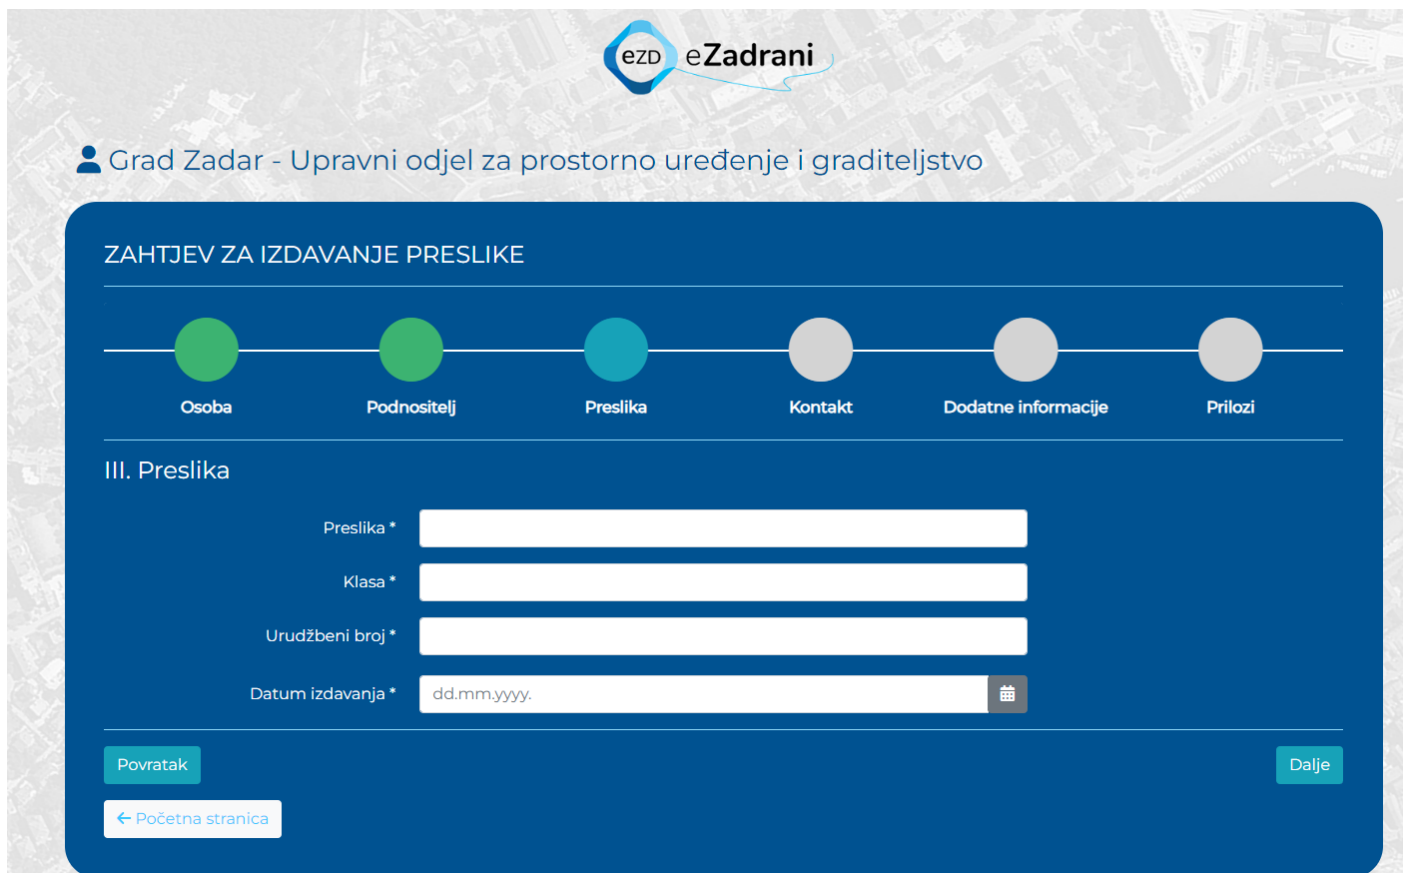 ezd eZadrani
Grad Zadar - Upravni odjel za prostorno uređenje i graditeljstvo
ZAHTJEV ZA IZDAVANJE PRESLIKE
Osoba Podnositelj Preslika Kontakt Dodatne informacije Prilozi
III. Preslika
Preslika *
Klasa *
Urudžbeni broj *
Datum izdavanja * dd.mm.yyyy.
Povratak Dalje
← Početna stranica